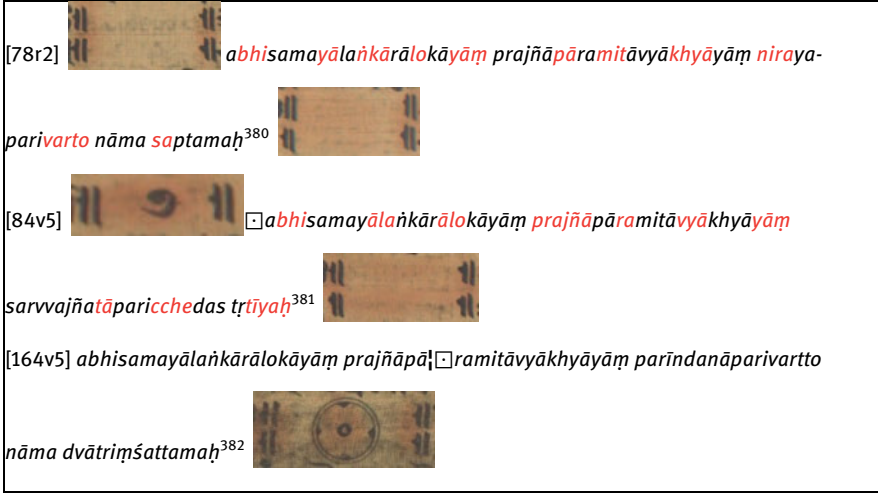 [78r2] abhisamayālaṅkārālokāyāṃ prajñāpāramitāvyākhyāyāṃ niraya-
parivarto nāma saptamaḥ380
[84v5] ⊡abhisamayālaṅkārālokāyāṃ prajñāpāramitāvyākhyāyāṃ
sarvvajñatāparicchedas tṛtīyaḥ381
[164v5] abhisamayālaṅkārālokāyāṃ prajñāpā¦⊡ramitāvyākhyāyāṃ parīndanāparivartto
nāma dvātriṃśattamaḥ382